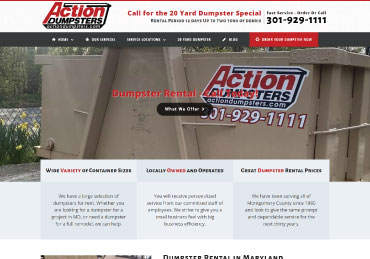 Action
DUMPSTERS
actiondumpsters.com
Call for the 20 Yard Dumpster Special
Rental Period 12 days Up to two tons of debris
Fast Service - Order Or Call
301-929-1111
HOME
OUR SERVICES
SERVICE LOCATIONS
20 YARD DUMPSTER
BLOG
ORDER YOUR DUMPSTER NOW
Action
DUMPSTERS
actiondumpsters.com
301-929-1111
Dumpster Rental - Call Today!
What We Offer
Wide Variety of Container Sizes
Locally Owned and Operated
Great Dumpster Rental Prices
We have a large selection of
dumpsters for rent. Whether you
are looking for a dumpster for a
project in MD, or need a dumpster
for a full remodel, we can help.
You will receive personalized
service from our committed staff of
employees. We strive to give you a
small business feel with big
business efficiency.
We have been serving all of
Montgomery County since 1980
and look to give the same prompt
and dependable service for the
next thirty years.
Dumpster Rental in Maryland